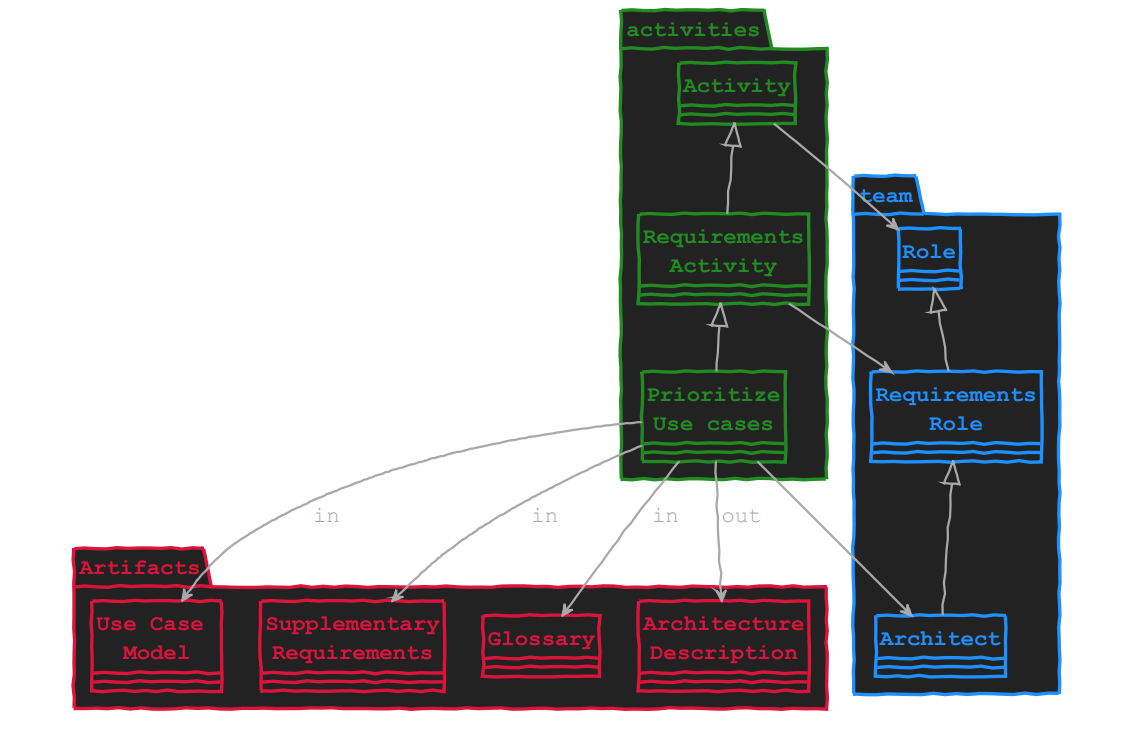 activities
Activity
team
Requirements
Activity
Role
Prioritize
Use cases
Requirements
Role
in
in
in
out
Artifacts
Use Case
Model
Supplementary
Requirements
Glossary
Architecture
Description
Architect